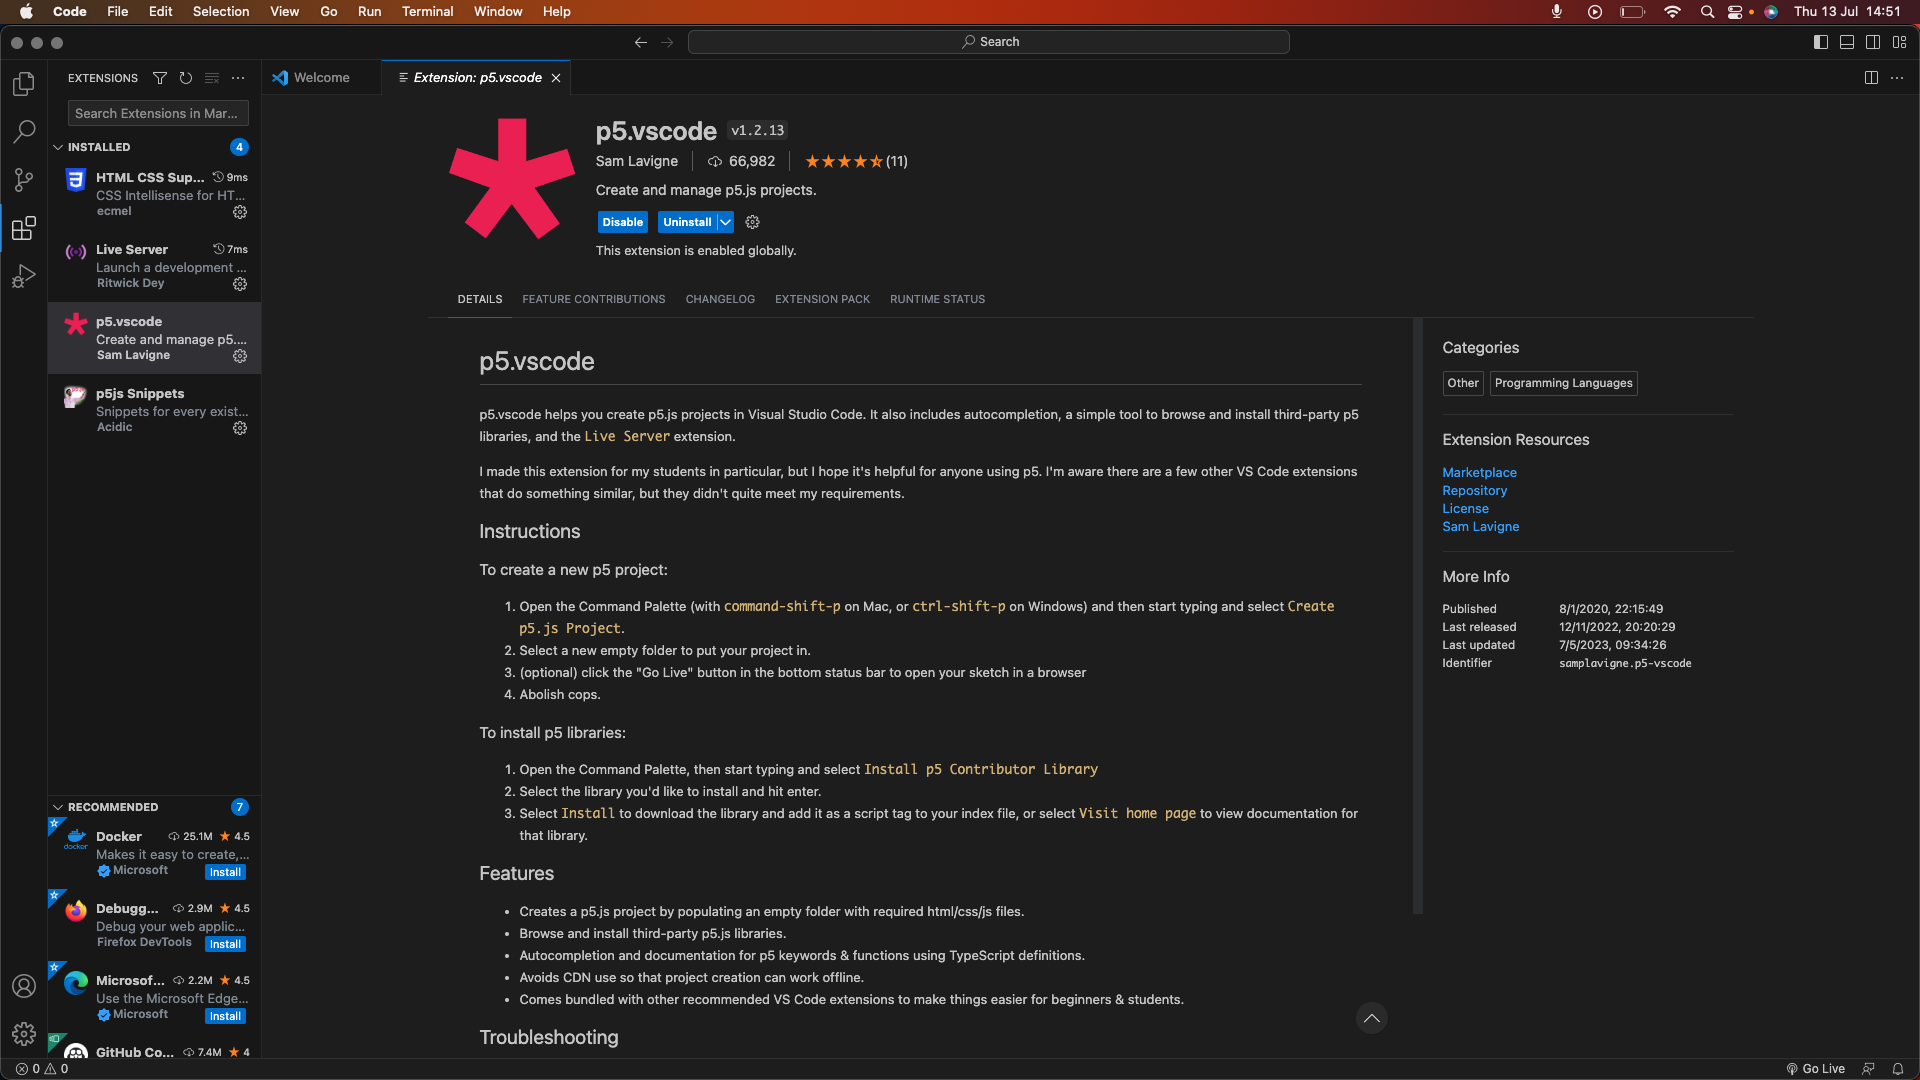 Code File Edit Selection View Go Run Terminal Window Help Thu 13 Jul 14:51
Search
EXTENSIONS
Welcome
Extension: p5.vscode
Search Extensions in Mar...
INSTALLED 4
HTML CSS Sup... 9ms
CSS Intellisense for HT...
ecmel
Live Server 7ms
Launch a development ...
Ritwick Dey
p5.vscode
Create and manage p5....
Sam Lavigne
p5js Snippets
Snippets for every exist...
Acidic
RECOMMENDED 7
Docker 25.1M ★ 4.5
Makes it easy to create,...
Microsoft Install
Debugg... 2.9M ★ 4.5
Debug your web applic...
Firefox DevTools Install
Microsof... 2.2M ★ 4.5
Use the Microsoft Edge...
Microsoft Install
GitHub Co... 7.4M ★ 4
docker
p5.vscode v1.2.13
Sam Lavigne 66,982 (11)
Create and manage p5.js projects.
Disable Uninstall
This extension is enabled globally.
DETAILS FEATURE CONTRIBUTIONS CHANGELOG EXTENSION PACK RUNTIME STATUS
p5.vscode
p5.vscode helps you create p5.js projects in Visual Studio Code. It also includes autocompletion, a simple tool to browse and install third-party p5
libraries, and the Live Server extension.
I made this extension for my students in particular, but I hope it's helpful for anyone using p5. I'm aware there are a few other VS Code extensions
that do something similar, but they didn't quite meet my requirements.
Instructions
To create a new p5 project:
1. Open the Command Palette (with command-shift-p on Mac, or ctrl-shift-p on Windows) and then start typing and select Create
p5.js Project.
2. Select a new empty folder to put your project in.
3. (optional) click the "Go Live" button in the bottom status bar to open your sketch in a browser
4. Abolish cops.
To install p5 libraries:
1. Open the Command Palette, then start typing and select Install p5 Contributor Library
2. Select the library you'd like to install and hit enter.
3. Select Install to download the library and add it as a script tag to your index file, or select Visit home page to view documentation for
that library.
Features
• Creates a p5.js project by populating an empty folder with required html/css/js files.
• Browse and install third-party p5.js libraries.
• Autocompletion and documentation for p5 keywords & functions using TypeScript definitions.
• Avoids CDN use so that project creation can work offline.
• Comes bundled with other recommended VS Code extensions to make things easier for beginners & students.
Troubleshooting
Categories
Other Programming Languages
Extension Resources
Marketplace
Repository
License
Sam Lavigne
More Info
Published 8/1/2020, 22:15:49
Last released 12/11/2022, 20:20:29
Last updated 7/5/2023, 09:34:26
Identifier samplavigne.p5-vscode
0 0 Go Live